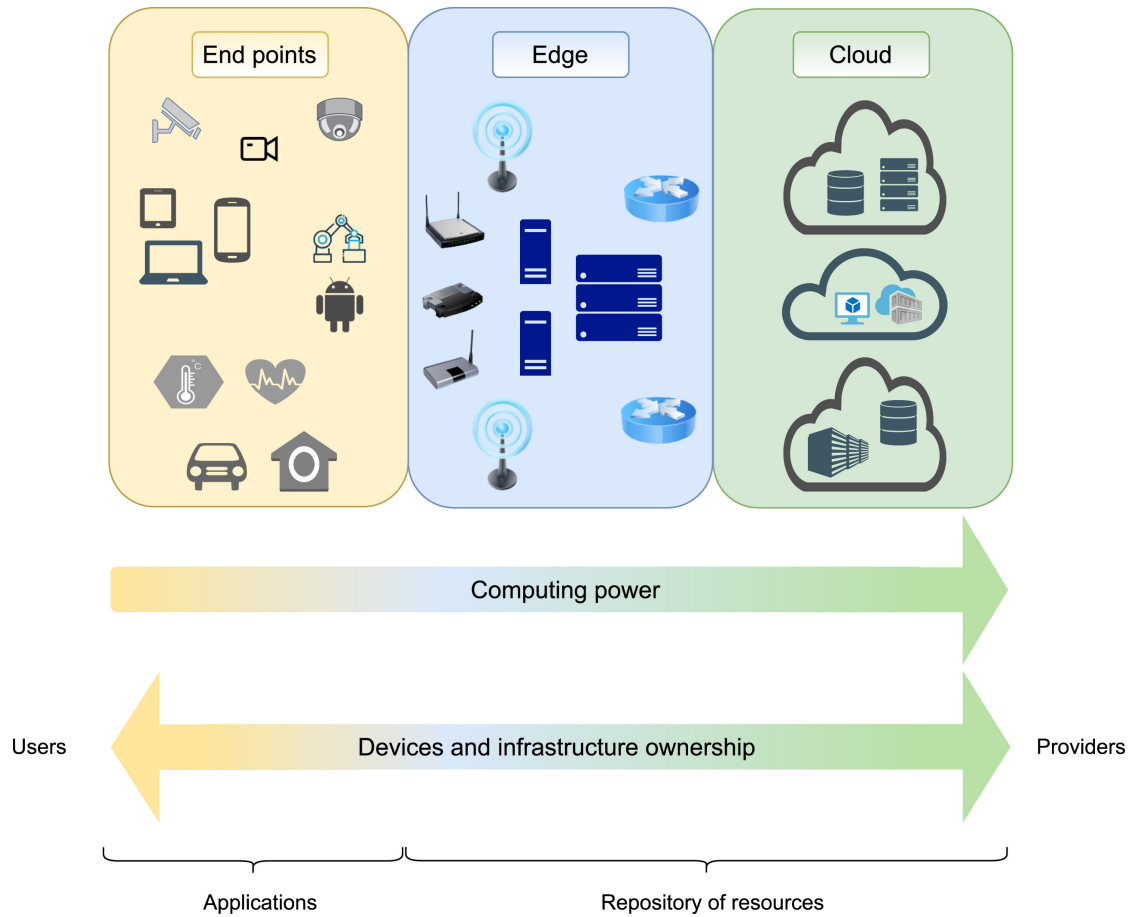 End points
Edge
Cloud
°C
Computing power
Users
Devices and infrastructure ownership
Providers
Applications
Repository of resources